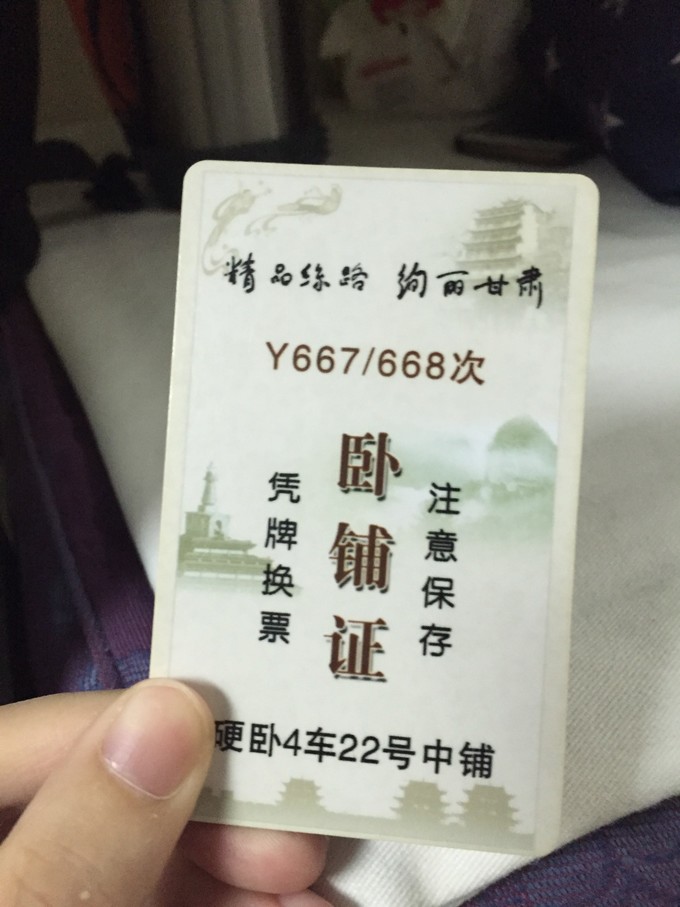 精品丝路 绚丽甘肃
Y667/668次
卧铺证
凭牌换票
注意保存
硬卧4车22号中铺